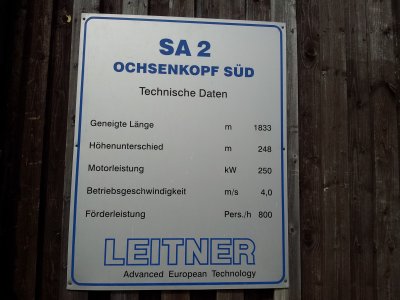 SA 2
OCHSENKOPF SÜD
Technische Daten
Geneigte Länge m 1833
Höhenunterschied m 248
Motorleistung kW 250
Betriebsgeschwindigkeit m/s 4,0
Förderleistung Pers./h 800
LEITNER
Advanced European Technology